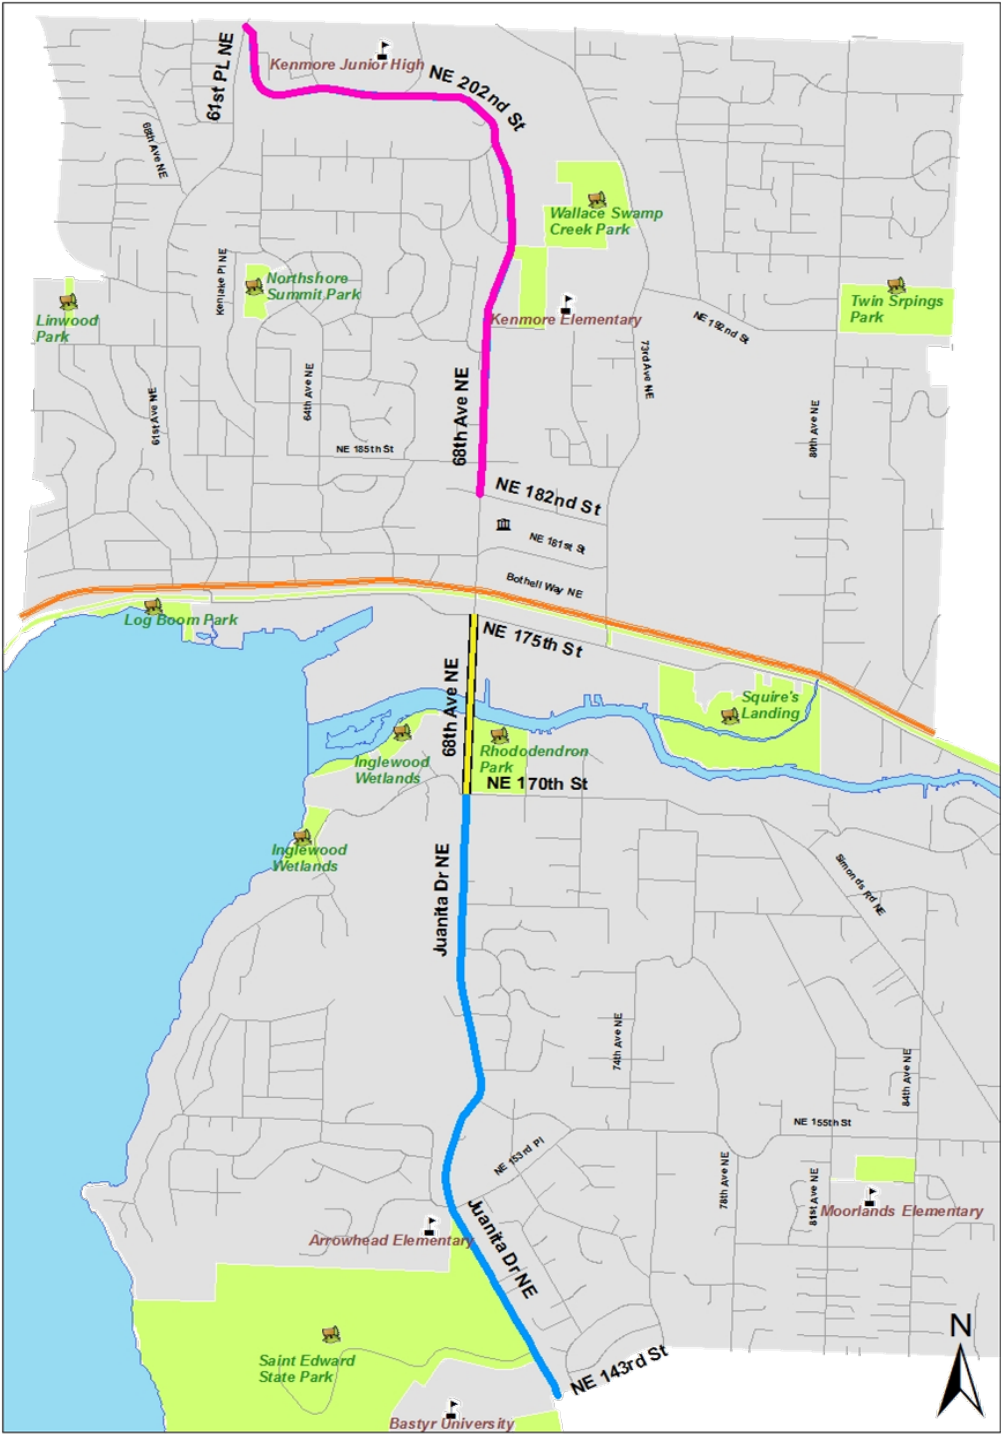 61st PL NE
Kenmore Junior High
NE 202nd St
68th Ave NE
Wallace Swamp
Creek Park
Kenlake Pl NE
Northshore
Summit Park
Linwood
Park
Kenmore Elementary
NE 192nd St
Twin Srpings
Park
73rd Ave NE
61st Ave NE
64th Ave NE
68th Ave NE
80th Ave NE
NE 185th St
NE 182nd St
NE 181st St
Bothell Way NE
Log Boom Park
NE 175th St
68th Ave NE
Squire's
Landing
Inglewood
Wetlands
Rhododendron
Park
NE 170th St
Inglewood
Wetlands
Juanita Dr NE
Simonds Rd NE
74th Ave NE
84th Ave NE
NE 155th St
NE 153rd Pl
78th Ave NE
81st Ave NE
Moorlands Elementary
Juanita Dr NE
Arrowhead Elementary
Saint Edward
State Park
NE 143rd St
N
Bastyr University